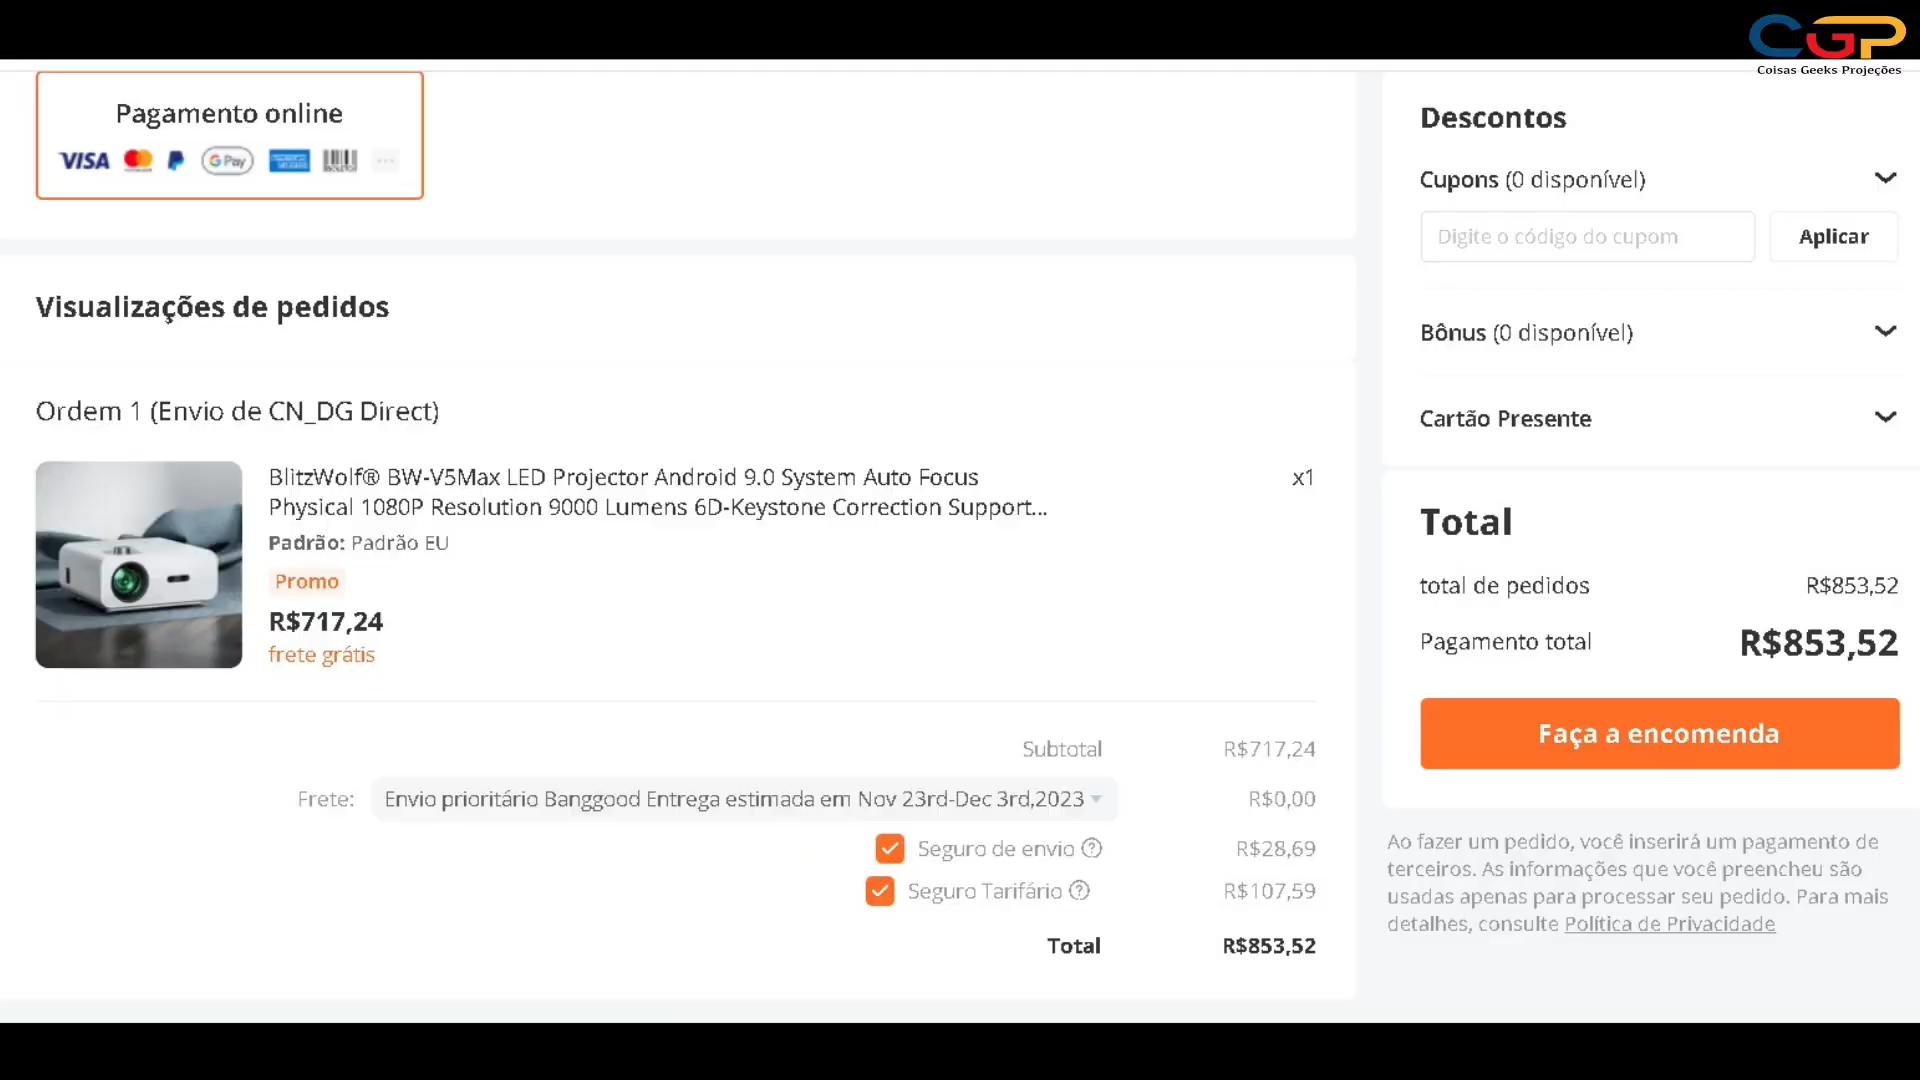 CGP
Coisas Geeks Projeções
Pagamento online
VISA
G Pay
Visualizações de pedidos
Ordem 1 (Envio de CN_DG Direct)
BlitzWolf® BW-V5Max LED Projector Android 9.0 System Auto Focus
Physical 1080P Resolution 9000 Lumens 6D-Keystone Correction Support...
x1
Padrão: Padrão EU
Promo
R$717,24
frete grátis
Subtotal R$717,24
Frete: Envio prioritário Banggood Entrega estimada em Nov 23rd-Dec 3rd,2023 R$0,00
Seguro de envio R$28,69
Seguro Tarifário R$107,59
Total R$853,52
Descontos
Cupons (0 disponível)
Digite o código do cupom
Aplicar
Bônus (0 disponível)
Cartão Presente
Total
total de pedidos R$853,52
Pagamento total R$853,52
Faça a encomenda
Ao fazer um pedido, você inserirá um pagamento de
terceiros. As informações que você preencheu são
usadas apenas para processar seu pedido. Para mais
detalhes, consulte Política de Privacidade